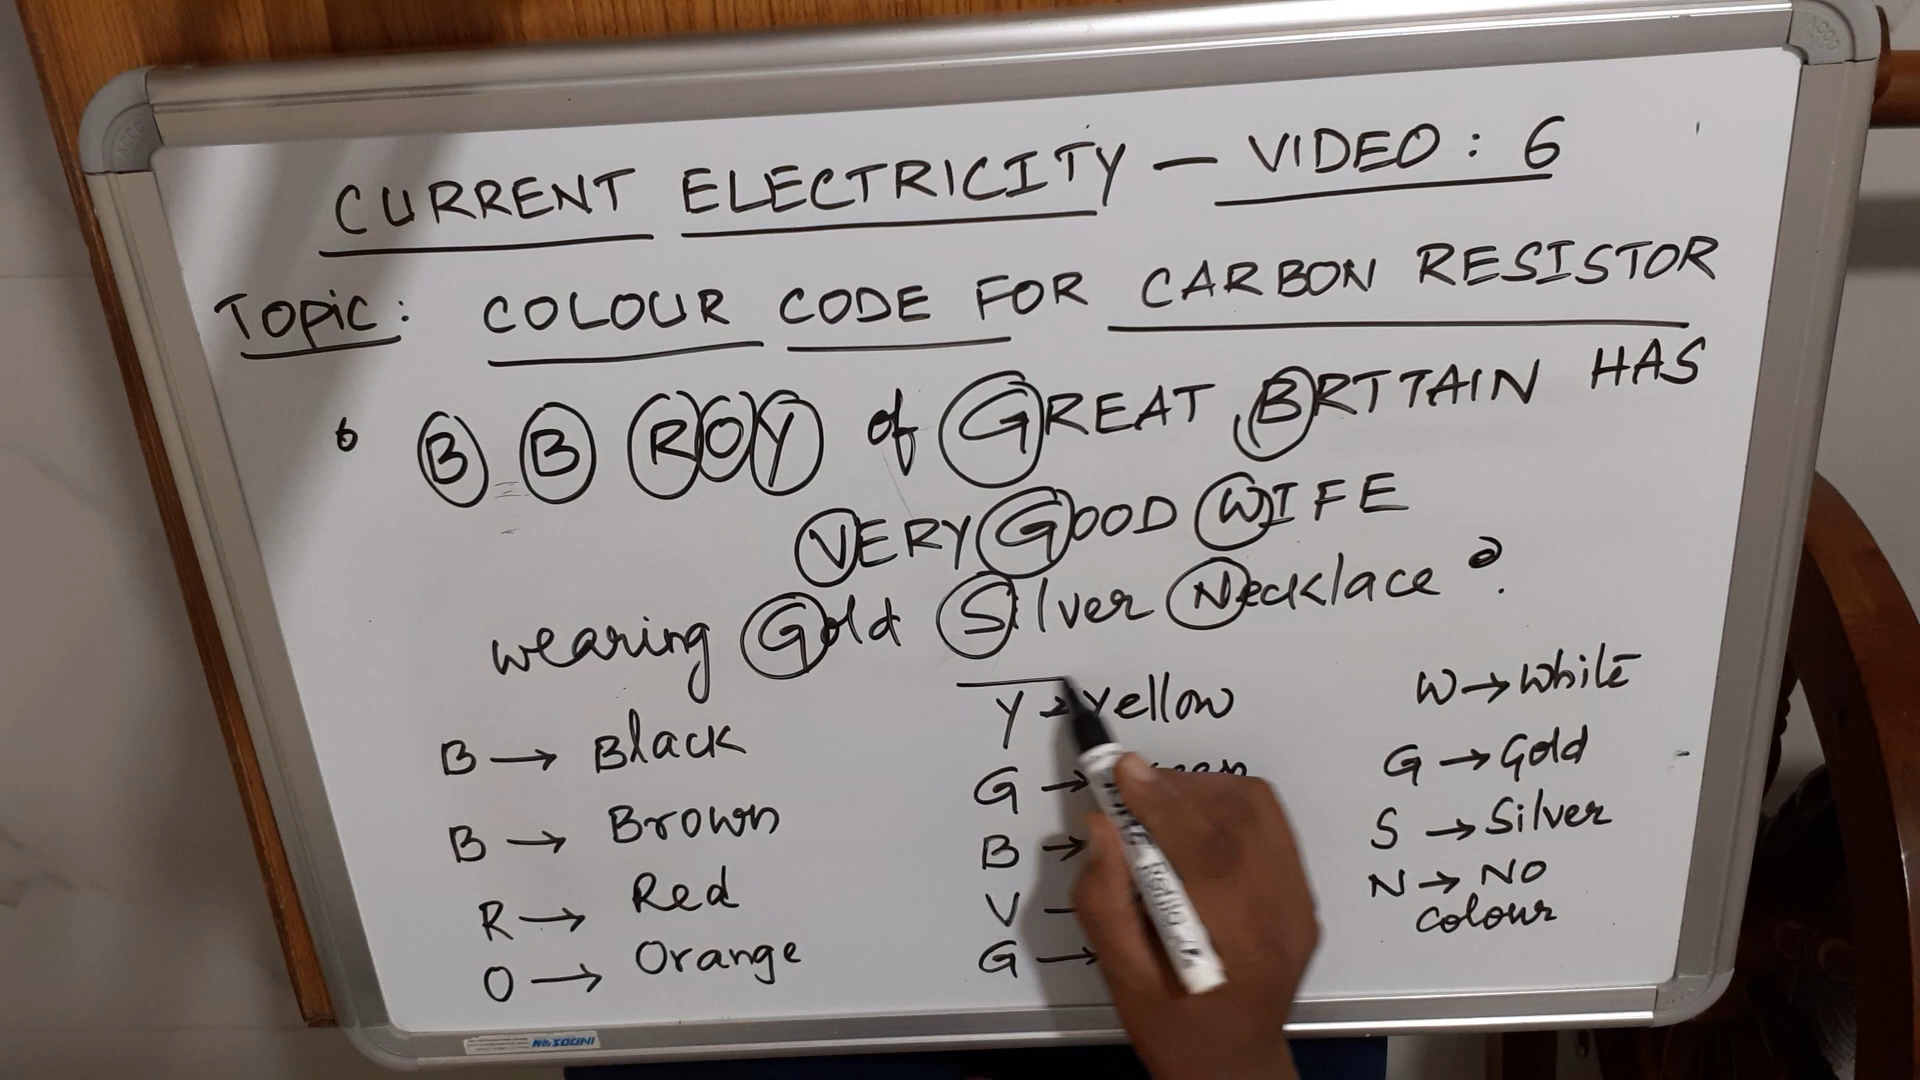 CURRENT ELECTRICITY — VIDEO : 6
Topic : COLOUR CODE FOR CARBON RESISTOR
B B ROY of GREAT BRTTAIN HAS
VERY GOOD WIFE
wearing Gold Silver Necklace
B → Black
B → Brown
R → Red
O → Orange
Y → Yellow
G →
B →
V →
G →
W → White
G → Gold
S → Silver
N → NO
colour